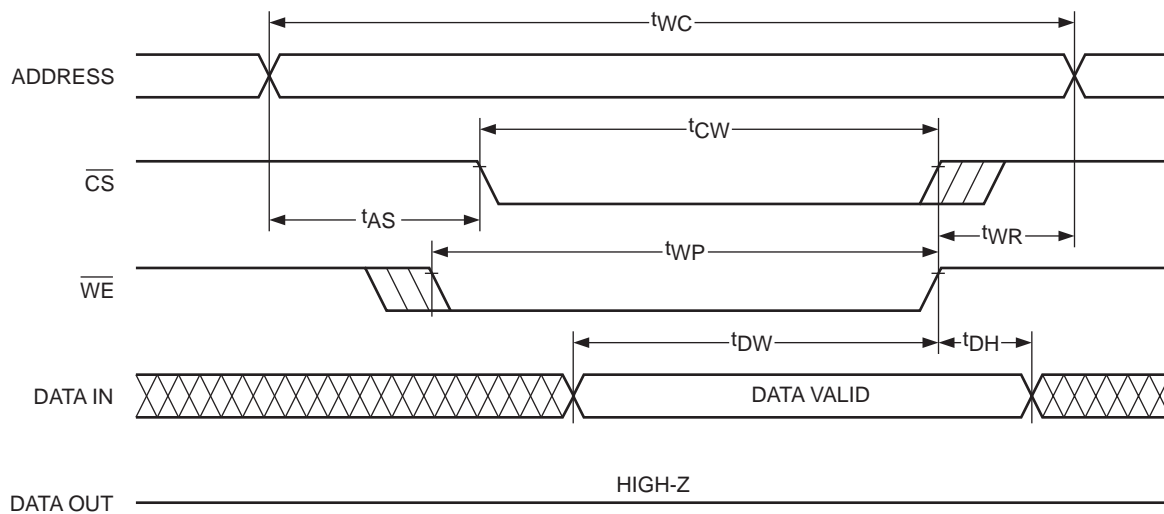 tWC
ADDRESS
tCW
CS
tAS
tWR
tWP
WE
tDW
tDH
DATA IN
DATA VALID
HIGH-Z
DATA OUT